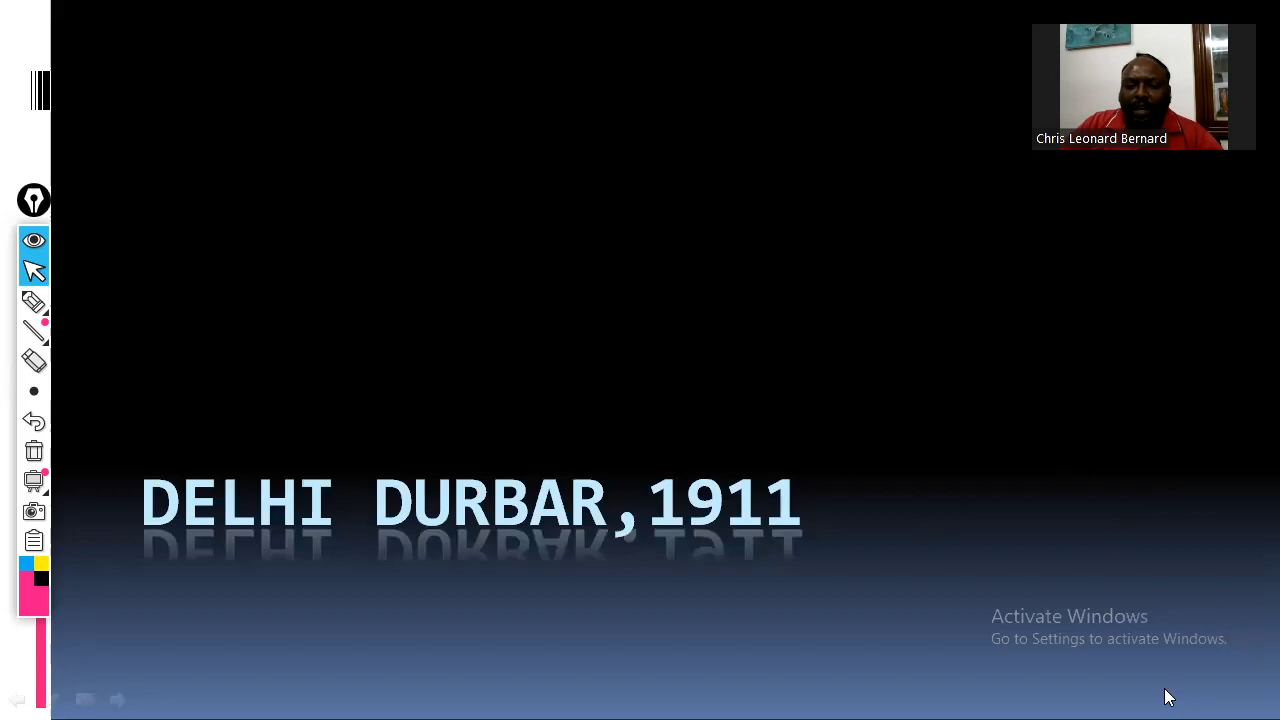 Chris Leonard Bernard
DELHI DURBAR,1911
Activate Windows
Go to Settings to activate Windows.